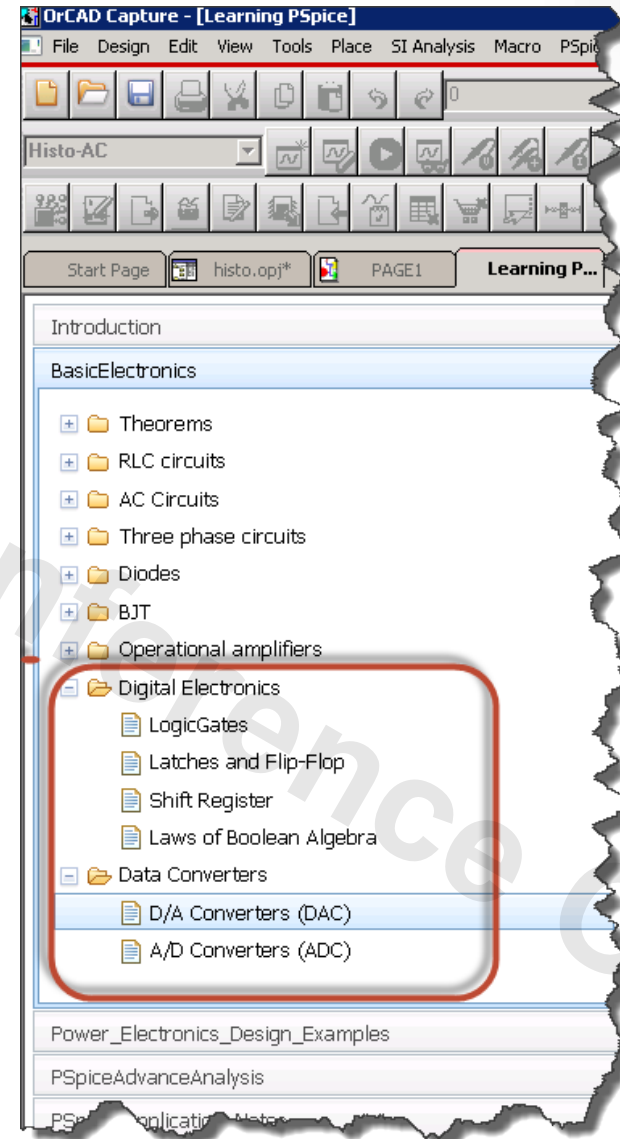 OrCAD Capture - [Learning PSpice]
File Design Edit View Tools Place SI Analysis Macro
0
Histo-AC
Start Page histo.opj* PAGE1 Learning P...
Introduction
BasicElectronics
Theorems
RLC circuits
AC Circuits
Three phase circuits
Diodes
BJT
Operational amplifiers
Digital Electronics
LogicGates
Latches and Flip-Flop
Shift Register
Laws of Boolean Algebra
Data Converters
D/A Converters (DAC)
A/D Converters (ADC)
Power_Electronics_Design_Examples
PSpiceAdvanceAnalysis